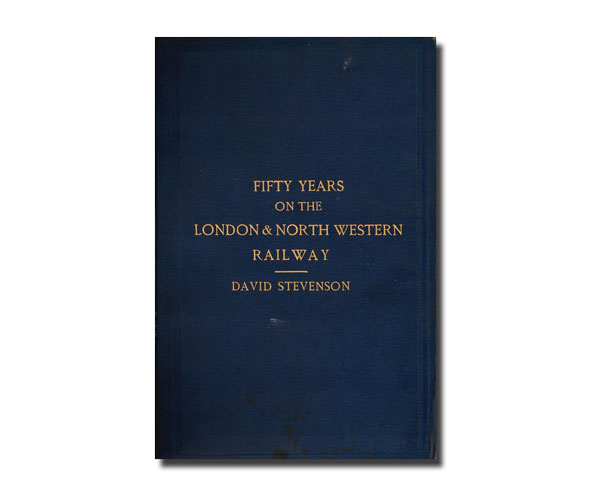 FIFTY YEARS
ON THE
LONDON & NORTH WESTERN
RAILWAY
DAVID STEVENSON